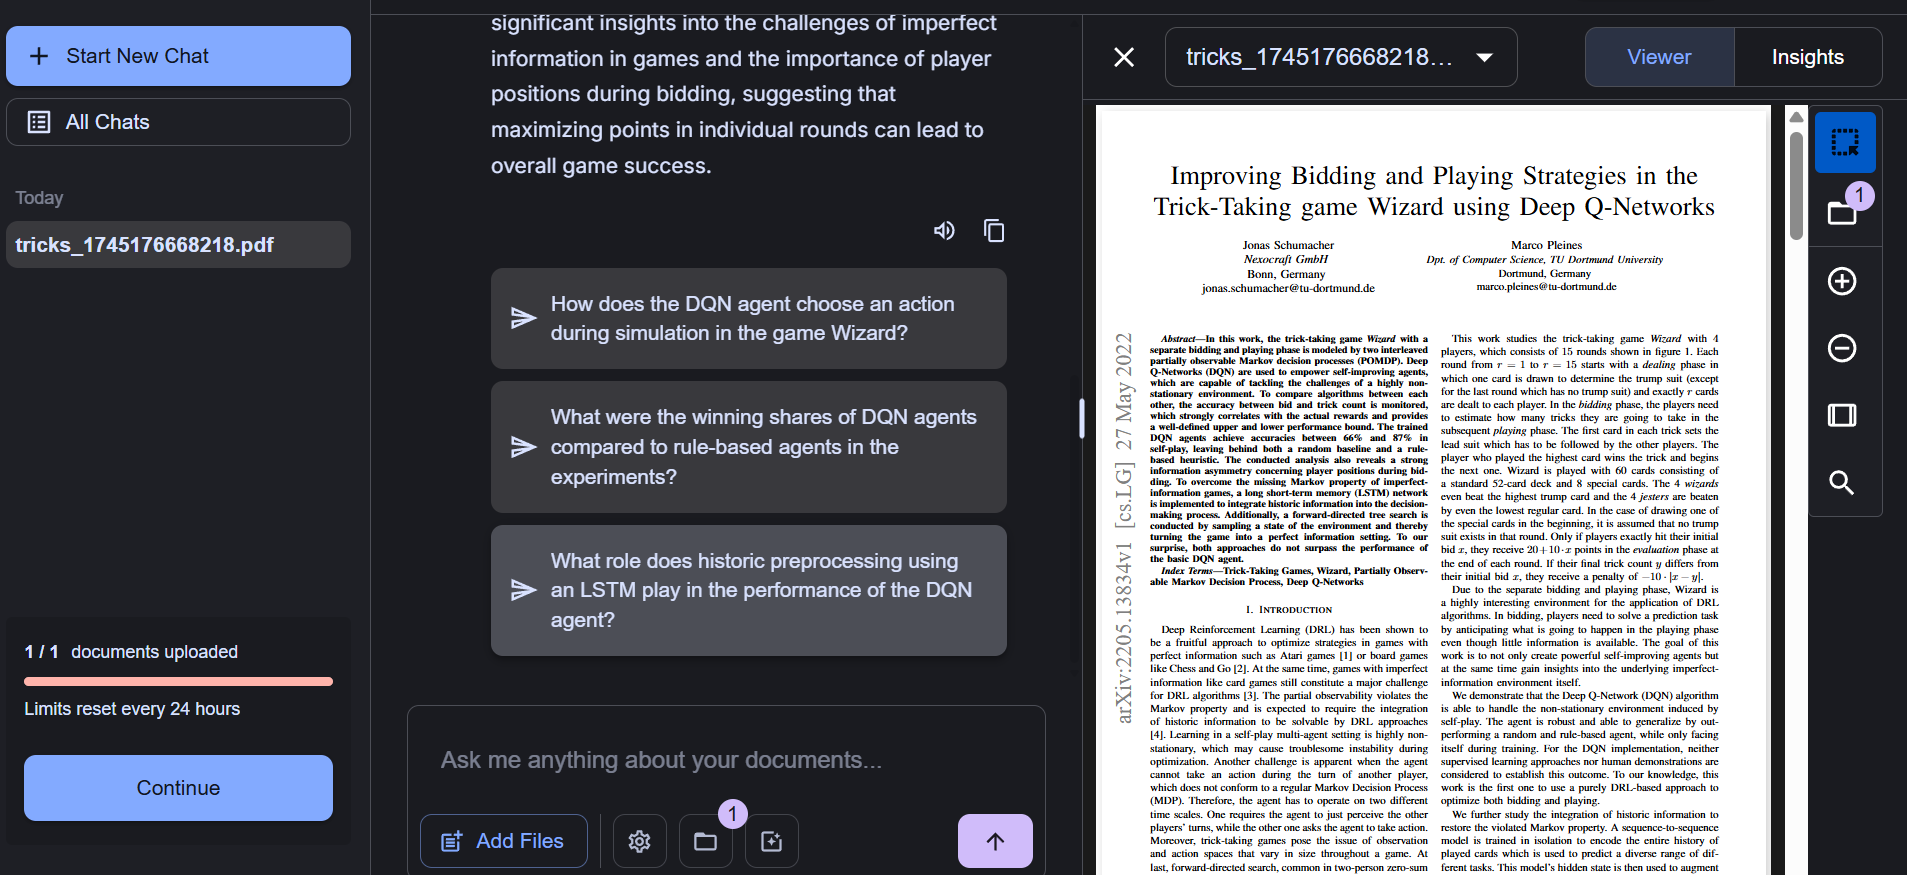 Start New Chat
All Chats
Today
tricks_1745176668218.pdf
1 / 1 documents uploaded
Limits reset every 24 hours
Continue
significant insights into the challenges of imperfect
information in games and the importance of player
positions during bidding, suggesting that
maximizing points in individual rounds can lead to
overall game success.
How does the DQN agent choose an action
during simulation in the game Wizard?
What were the winning shares of DQN agents
compared to rule-based agents in the
experiments?
What role does historic preprocessing using
an LSTM play in the performance of the DQN
agent?
Ask me anything about your documents...
Add Files
1
tricks_1745176668218...
Viewer
Insights
1
Improving Bidding and Playing Strategies in the
Trick-Taking game Wizard using Deep Q-Networks
Jonas Schumacher
Nexocraft GmbH
Bonn, Germany
jonas.schumacher@tu-dortmund.de
Marco Pleines
Dpt. of Computer Science, TU Dortmund University
Dortmund, Germany
marco.pleines@tu-dortmund.de
arXiv:2205.13834v1 [cs.LG] 27 May 2022
Abstract—In this work, the trick-taking game Wizard with a
separate bidding and playing phase is modeled by two interleaved
partially observable Markov decision processes (POMDP). Deep
Q-Networks (DQN) are used to empower self-improving agents,
which are capable of tackling the challenges of a highly non-
stationary environment. To compare algorithms between each
other, the accuracy between bid and trick count is monitored,
which strongly correlates with the actual rewards and provides
a well-defined upper and lower performance bound. The trained
DQN agents achieve accuracies between 66% and 87% in
self-play, leaving behind both a random baseline and a rule-
based heuristic. The conducted analysis also reveals a strong
information asymmetry concerning player positions during bid-
ding. To overcome the missing Markov property of imperfect-
information games, a long short-term memory (LSTM) network
is implemented to integrate historic information into the decision-
making process. Additionally, a forward-directed tree search is
conducted by sampling a state of the environment and thereby
turning the game into a perfect information setting. To our
surprise, both approaches do not surpass the performance of
the basic DQN agent.
Index Terms—Trick-Taking Games, Wizard, Partially Observ-
able Markov Decision Process, Deep Q-Networks
I. INTRODUCTION
Deep Reinforcement Learning (DRL) has been shown to
be a fruitful approach to optimize strategies in games with
perfect information such as Atari games [1] or board games
like Chess and Go [2]. At the same time, games with imperfect
information like card games still constitute a major challenge
for DRL algorithms [3]. The partial observability violates the
Markov property and is expected to require the integration
of historic information to be solvable by DRL approaches
[4]. Learning in a self-play multi-agent setting is highly non-
stationary, which may cause troublesome instability during
optimization. Another challenge is apparent when the agent
cannot take an action during the turn of another player,
which does not conform to a regular Markov Decision Process
(MDP). Therefore, the agent has to operate on two different
time scales. One requires the agent to just perceive the other
players' turns, while the other one asks the agent to take action.
Moreover, trick-taking games pose the issue of observation
and action spaces that vary in size throughout a game. At
last, forward-directed search, common in two-person zero-sum
This work studies the trick-taking game Wizard with 4
players, which consists of 15 rounds shown in figure 1. Each
round from r = 1 to r = 15 starts with a dealing phase in
which one card is drawn to determine the trump suit (except
for the last round which has no trump suit) and exactly r cards
are dealt to each player. In the bidding phase, the players need
to estimate how many tricks they are going to take in the
subsequent playing phase. The first card in each trick sets the
lead suit which has to be followed by the other players. The
player who played the highest card wins the trick and begins
the next one. Wizard is played with 60 cards consisting of
a standard 52-card deck and 8 special cards. The 4 wizards
even beat the highest trump card and the 4 jesters are beaten
by even the lowest regular card. In the case of drawing one of
the special cards in the beginning, it is assumed that no trump
suit exists in that round. Only if players exactly hit their initial
bid x, they receive 20 + 10 · x points in the evaluation phase at
the end of each round. If their final trick count y differs from
their initial bid x, they receive a penalty of −10 · |x − y|.
Due to the separate bidding and playing phase, Wizard is
a highly interesting environment for the application of DRL
algorithms. In bidding, players need to solve a prediction task
by anticipating what is going to happen in the playing phase
even though little information is available. The goal of this
work is to not only create powerful self-improving agents but
at the same time gain insights into the underlying imperfect-
information environment itself.
We demonstrate that the Deep Q-Network (DQN) algorithm
is able to handle the non-stationary environment induced by
self-play. The agent is robust and able to generalize by out-
performing a random and rule-based agent, while only facing
itself during training. For the DQN implementation, neither
supervised learning approaches nor human demonstrations are
considered to establish this outcome. To our knowledge, this
work is the first one to use a purely DRL-based approach to
optimize both bidding and playing.
We further study the integration of historic information to
restore the violated Markov property. A sequence-to-sequence
model is trained in isolation to encode the entire history of
played cards which is used to predict a diverse range of dif-
ferent tasks. This model's hidden state is then used to augment